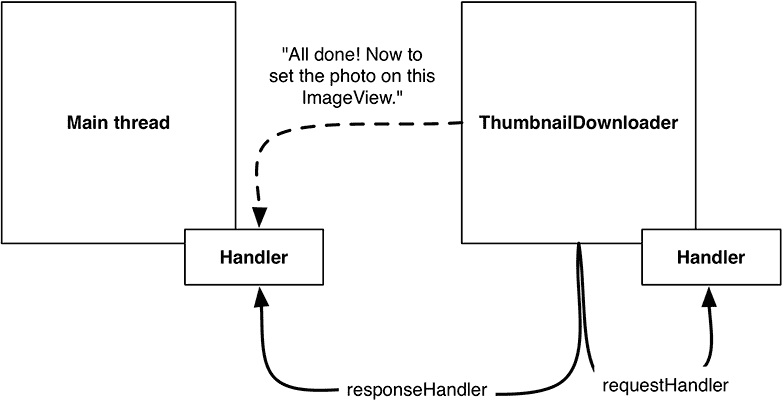 "All done! Now to
set the photo on this
ImageView."
Main thread
ThumbnailDownloader
Handler
Handler
responseHandler
requestHandler